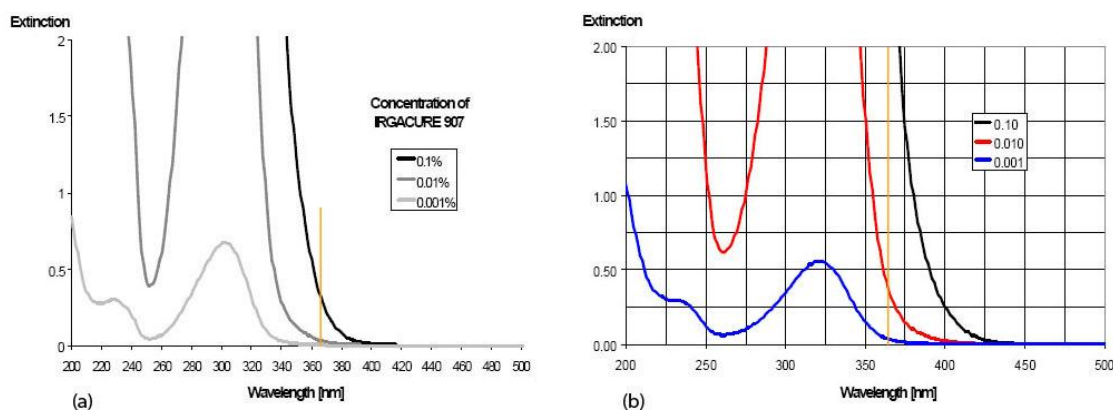 Extinction
2
1.5
1
0.5
0
Concentration of
IRGACURE 907
0.1%
0.01%
0.001%
200 220 240 260 280 300 320 340 360 380 400 420 440 460 480 500
Wavelength [nm]
(a)
Extinction
2.00
1.50
1.00
0.50
0.00
0.10
0.010
0.001
200 250 300 350 400 450 500
Wavelength [nm]
(b)